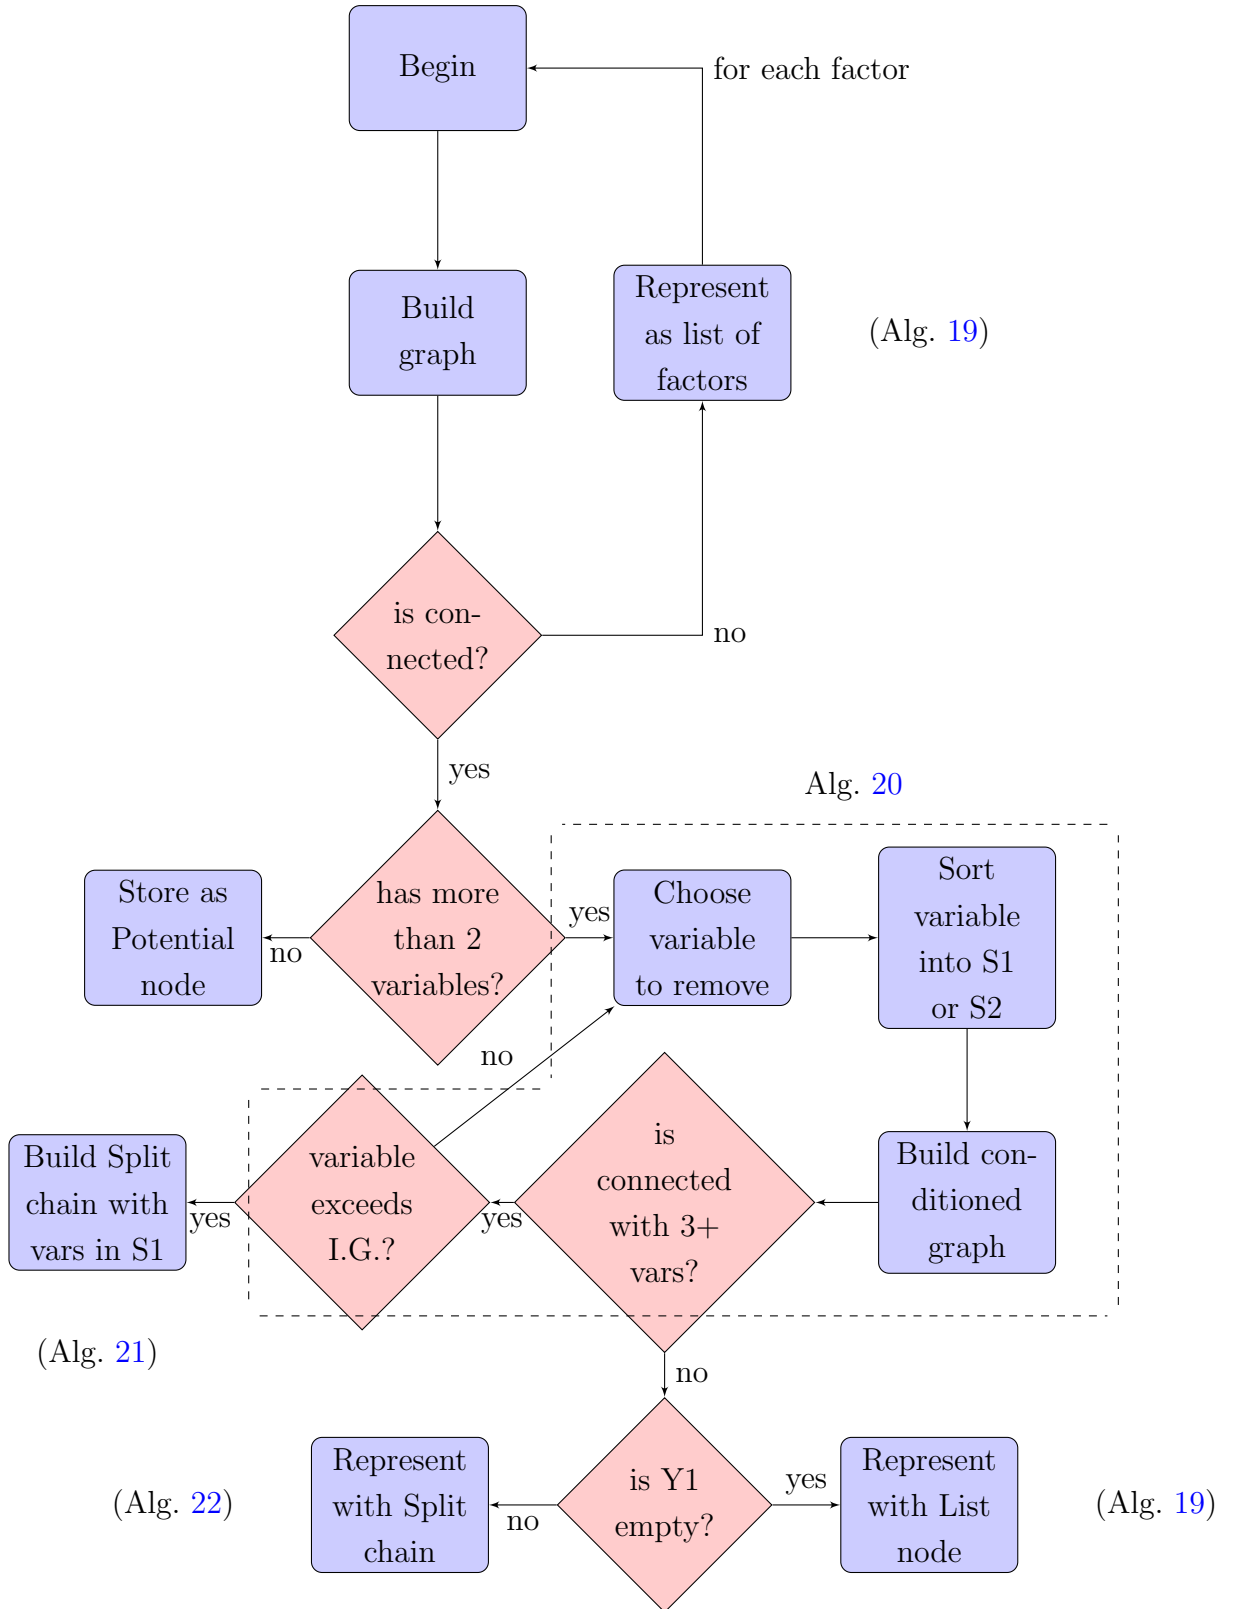 Begin
for each factor
Build
graph
Represent
as list of
factors
(Alg. 19)
is con-
nected?
no
yes
Alg. 20
Store as
Potential
node
no
has more
than 2
variables?
yes
Choose
variable
to remove
Sort
variable
into S1
or S2
no
Build Split
chain with
vars in S1
yes
variable
exceeds
I.G.?
yes
is
connected
with 3+
vars?
Build con-
ditioned
graph
(Alg. 21)
no
(Alg. 22)
Represent
with Split
chain
no
is Y1
empty?
yes
Represent
with List
node
(Alg. 19)